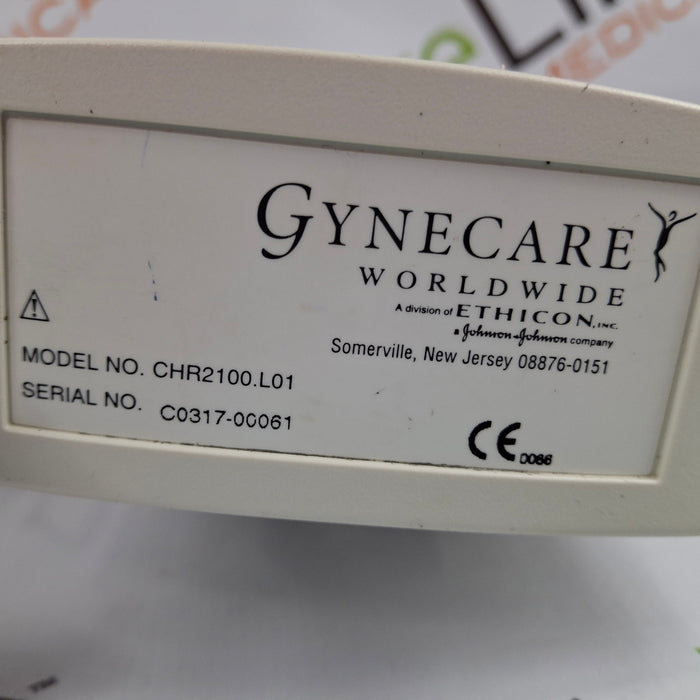 GYNECARE
WORLDWIDE
A division of ETHICON, INC.
a Johnson & Johnson company
Somerville, New Jersey 08876-0151
MODEL NO. CHR2100.L01
SERIAL NO. C0317-00061
CE 0086